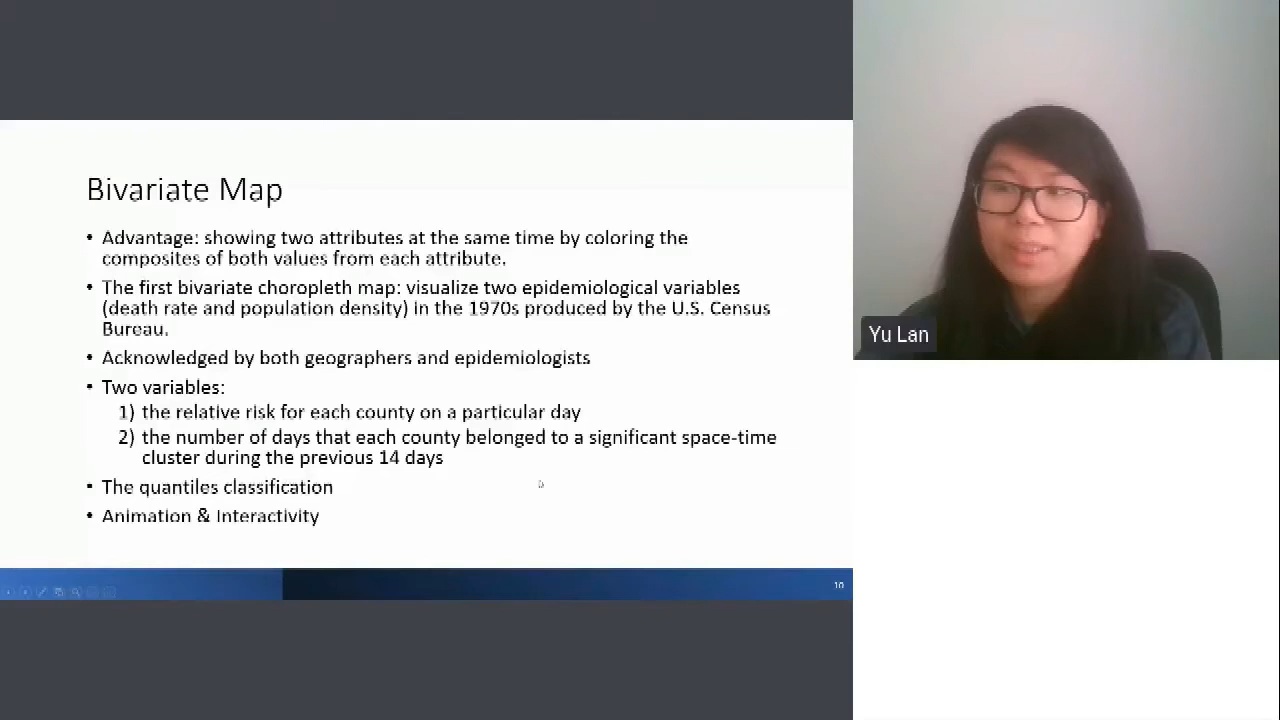 Bivariate Map
• Advantage: showing two attributes at the same time by coloring the
composites of both values from each attribute.
• The first bivariate choropleth map: visualize two epidemiological variables
(death rate and population density) in the 1970s produced by the U.S. Census
Bureau.
• Acknowledged by both geographers and epidemiologists
• Two variables:
1) the relative risk for each county on a particular day
2) the number of days that each county belonged to a significant space-time
cluster during the previous 14 days
• The quantiles classification
• Animation & Interactivity
10
Yu Lan